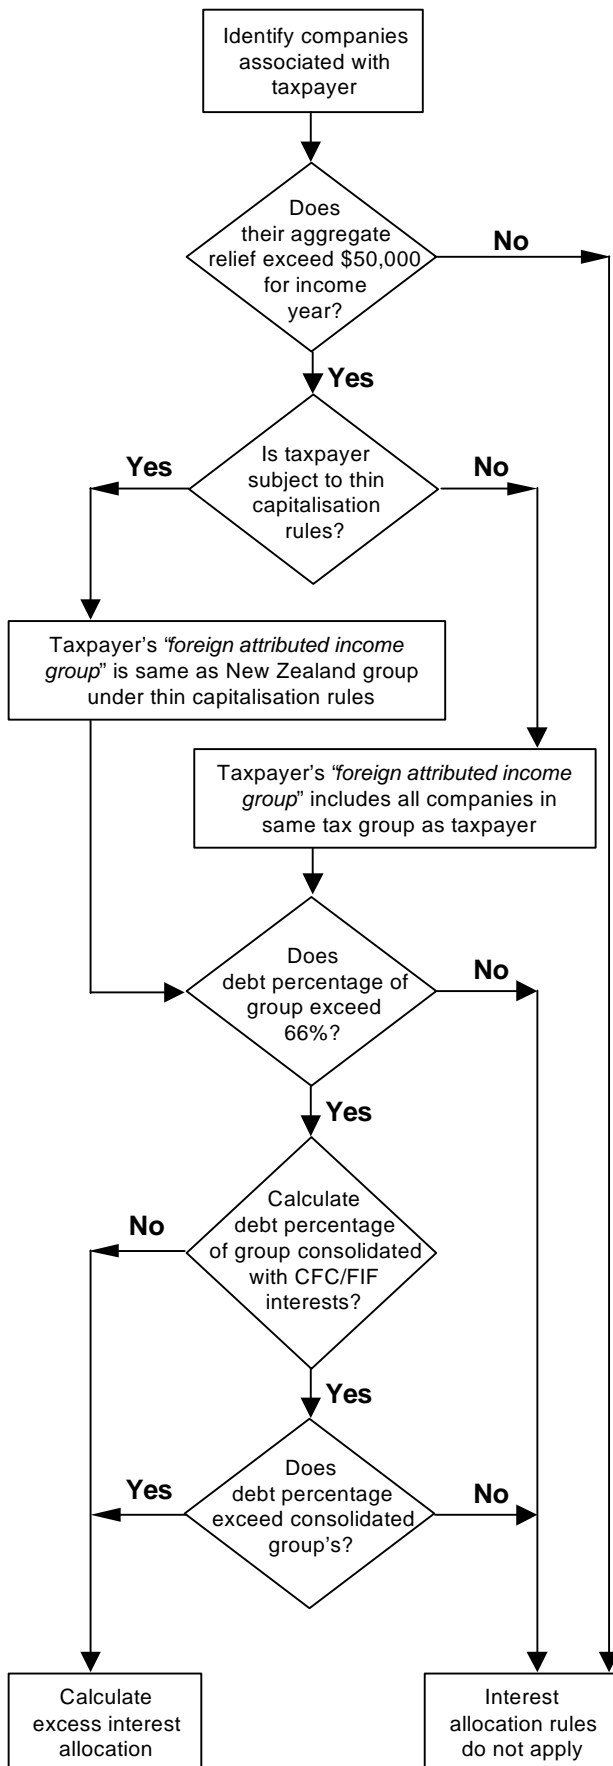 Identify companies
associated with
taxpayer
Does
their aggregate
relief exceed $50,000
for income
year?
No
Yes
Is taxpayer
subject to thin
capitalisation
rules?
Yes
No
Taxpayer's “foreign attributed income
group” is same as New Zealand group
under thin capitalisation rules
Taxpayer's “foreign attributed income
group” includes all companies in
same tax group as taxpayer
Does
debt percentage of
group exceed
66%?
No
Yes
Calculate
debt percentage
of group consolidated
with CFC/FIF
interests?
No
Yes
Does
debt percentage
exceed consolidated
group's?
Yes
No
Calculate
excess interest
allocation
Interest
allocation rules
do not apply